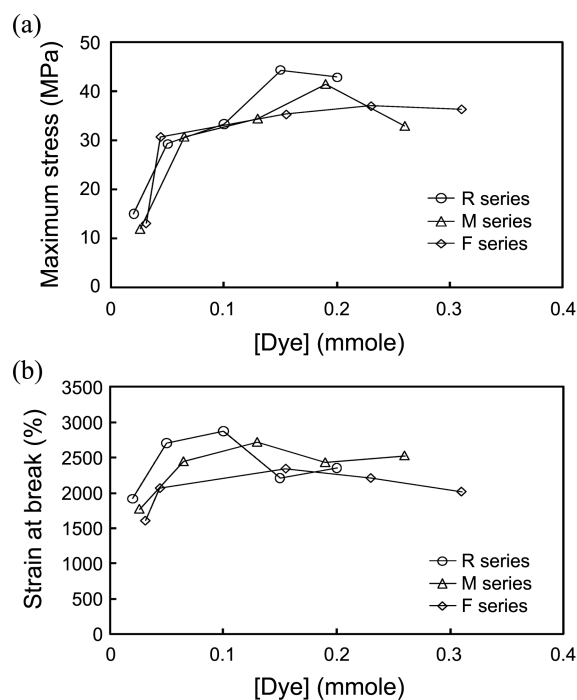 (a)
50
40
30
20
10
0
Maximum stress (MPa)
R series
M series
F series
0 0.1 0.2 0.3 0.4
[Dye] (mmole)
(b)
3500
3000
2500
2000
1500
1000
500
0
Strain at break (%)
R series
M series
F series
0 0.1 0.2 0.3 0.4
[Dye] (mmole)